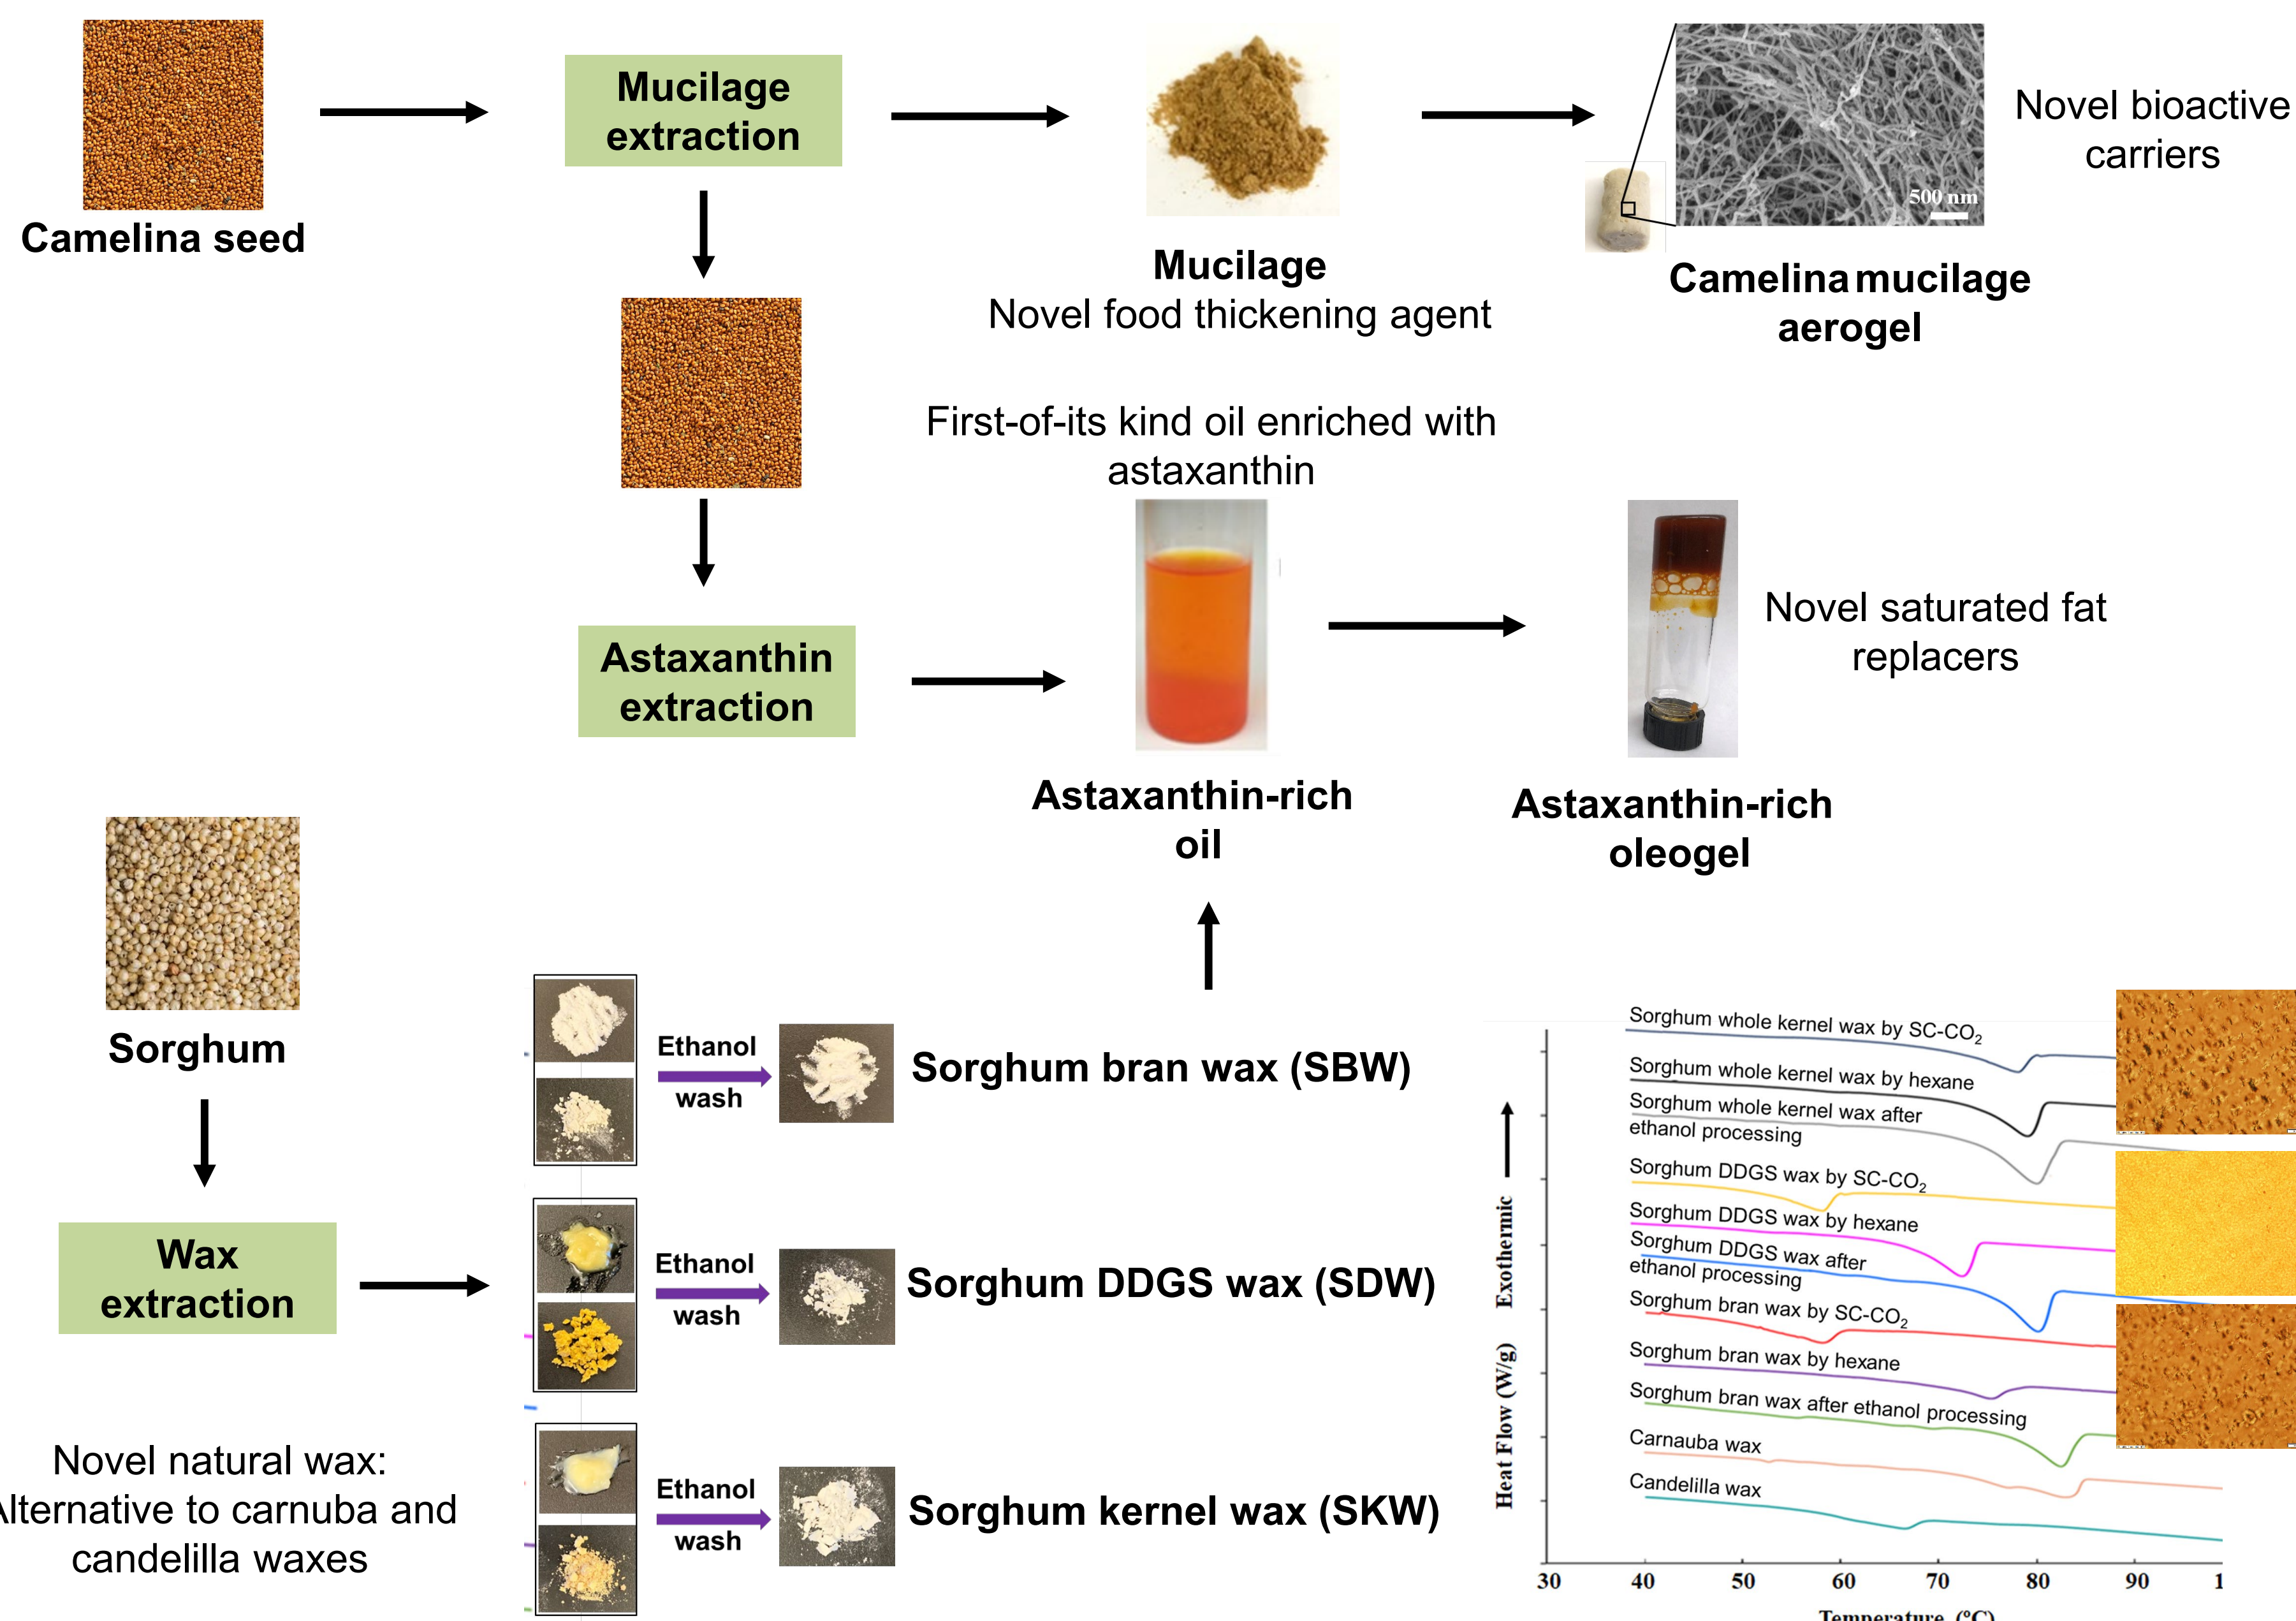 Mucilage
extraction
Novel bioactive
carriers
500 nm
Camelina seed
Mucilage
Novel food thickening agent
Camelina mucilage
aerogel
First-of-its kind oil enriched with
astaxanthin
Astaxanthin
extraction
Novel saturated fat
replacers
Astaxanthin-rich
oil
Astaxanthin-rich
oleogel
Sorghum
Wax
extraction
Novel natural wax:
Alternative to carnuba and
candelilla waxes
Ethanol
wash
Sorghum bran wax (SBW)
Ethanol
wash
Sorghum DDGS wax (SDW)
Ethanol
wash
Sorghum kernel wax (SKW)
Heat Flow (W/g) Exothermic
Sorghum whole kernel wax by SC-CO₂
Sorghum whole kernel wax by hexane
Sorghum whole kernel wax after
ethanol processing
Sorghum DDGS wax by SC-CO₂
Sorghum DDGS wax by hexane
Sorghum DDGS wax after
ethanol processing
Sorghum bran wax by SC-CO₂
Sorghum bran wax by hexane
Sorghum bran wax after ethanol processing
Carnauba wax
Candelilla wax
30 40 50 60 70 80 90 1
Temperature (°C)